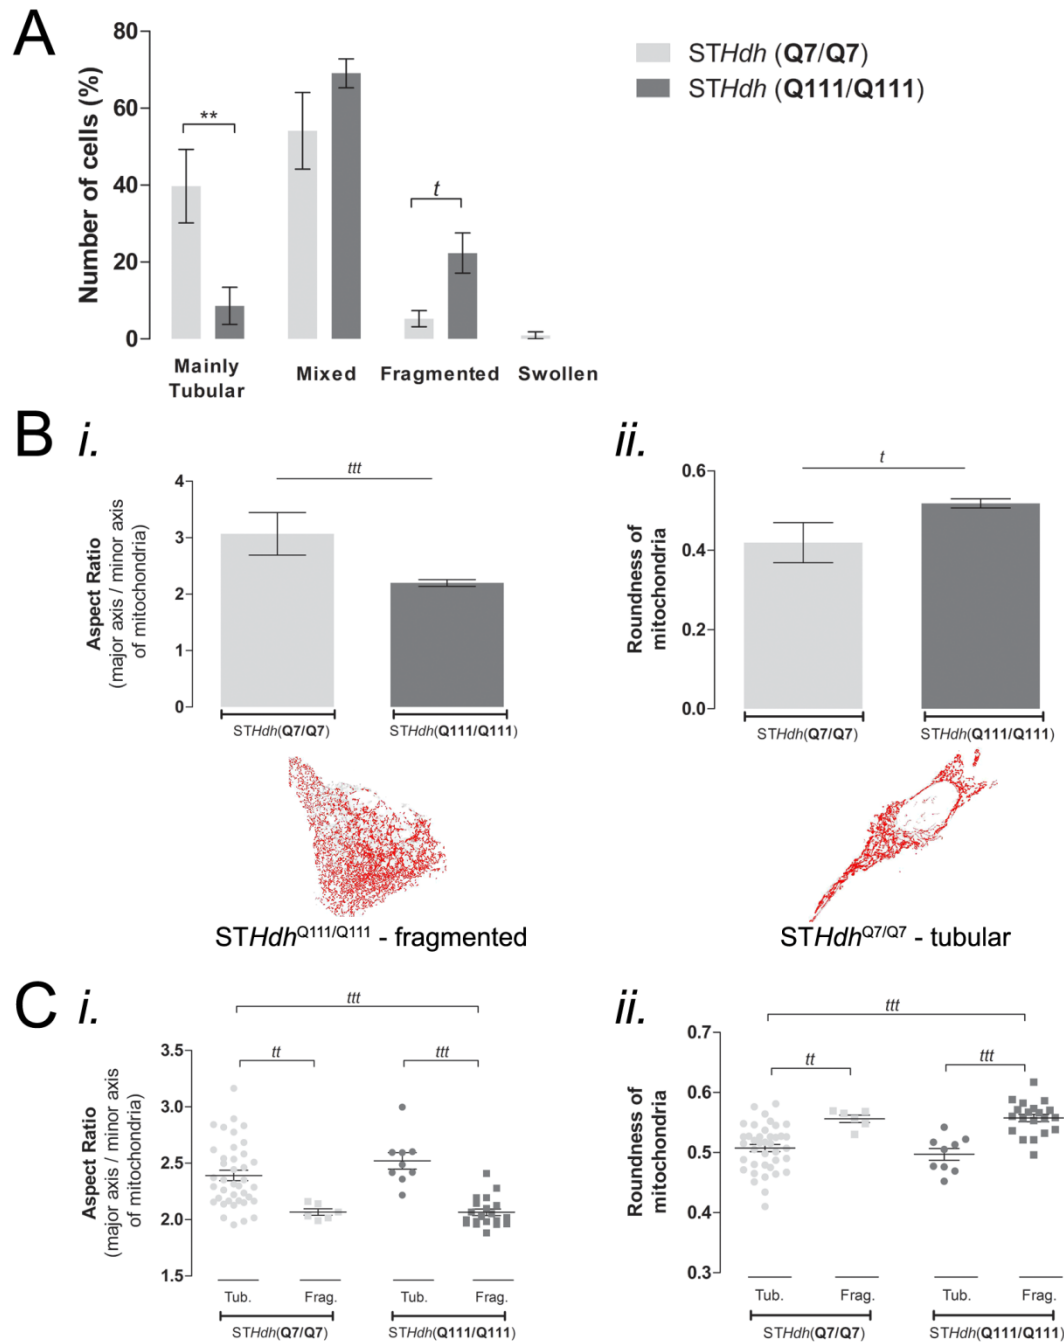 A
80
60
40
20
0
Number of cells (%)
**
t
Mainly
Tubular
Mixed
Fragmented
Swollen
STHdh (Q7/Q7)
STHdh (Q111/Q111)
B
i.
4
3
2
1
0
Aspect Ratio
(major axis / minor axis
of mitochondria)
ttt
STHdh(Q7/Q7)
STHdh(Q111/Q111)
ii.
0.6
0.4
0.2
0.0
Roundness of
mitochondria
t
STHdh(Q7/Q7)
STHdh(Q111/Q111)
STHdhQ111/Q111 - fragmented
STHdhQ7/Q7 - tubular
C
i.
3.5
3.0
2.5
2.0
1.5
Aspect Ratio
(major axis / minor axis
of mitochondria)
ttt
tt
ttt
Tub.
Frag.
Tub.
Frag.
STHdh(Q7/Q7)
STHdh(Q111/Q111)
ii.
0.7
0.6
0.5
0.4
0.3
Roundness of
mitochondria
ttt
tt
ttt
Tub.
Frag.
Tub.
Frag.
STHdh(Q7/Q7)
STHdh(Q111/Q111)